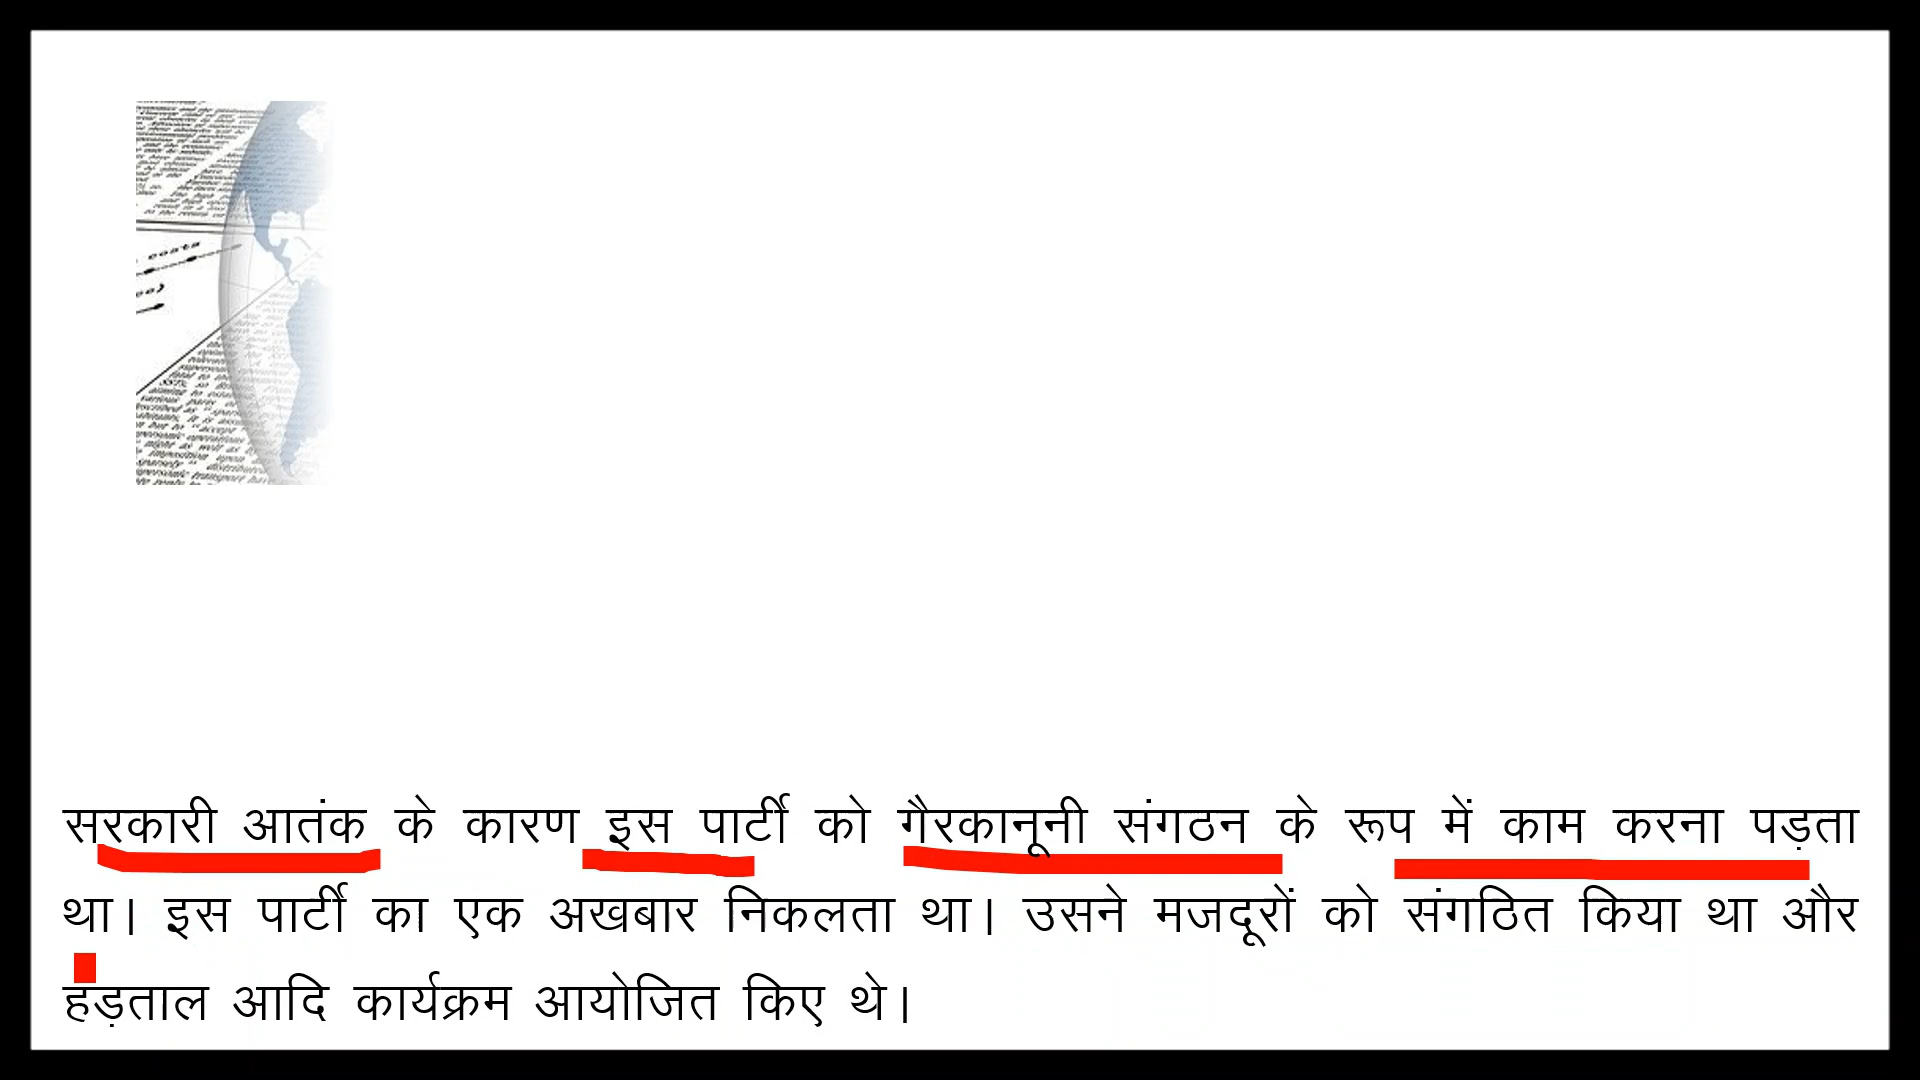 सरकारी आतंक के कारण इस पार्टी को गैरकानूनी संगठन के रूप में काम करना पड़ता
था। इस पार्टी का एक अखबार निकलता था। उसने मजदूरों को संगठित किया था और
हड़ताल आदि कार्यक्रम आयोजित किए थे।